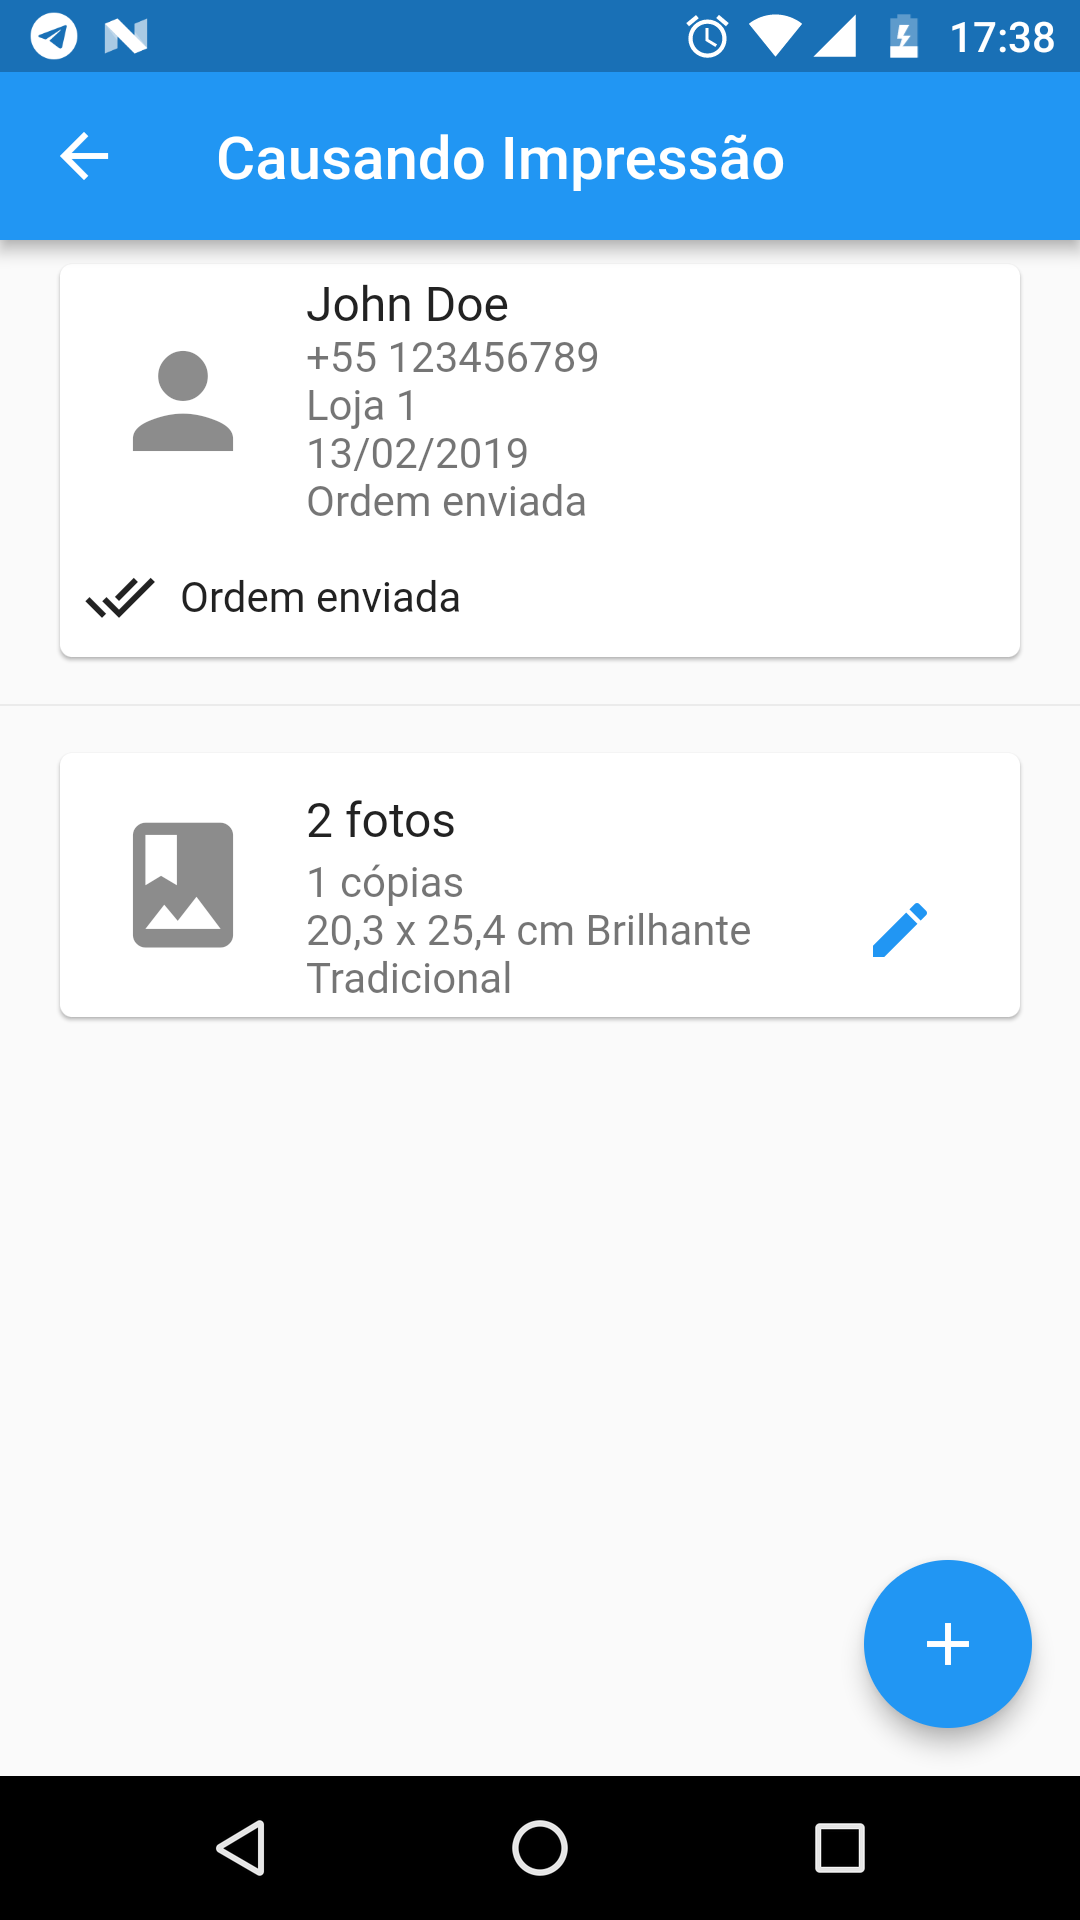 17:38
Causando Impressão
John Doe
+55 123456789
Loja 1
13/02/2019
Ordem enviada
Ordem enviada
2 fotos
1 cópias
20,3 x 25,4 cm Brilhante
Tradicional